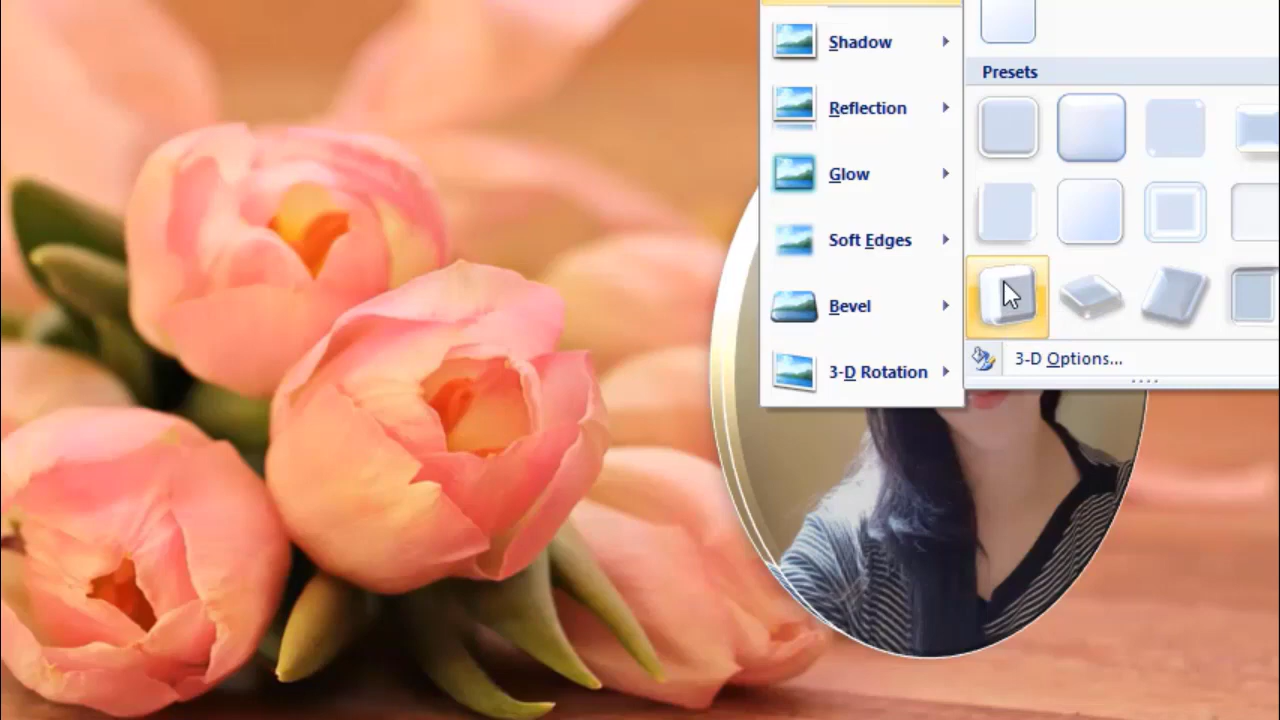 Shadow
Reflection
Glow
Soft Edges
Bevel
3-D Rotation
Presets
3-D Options...